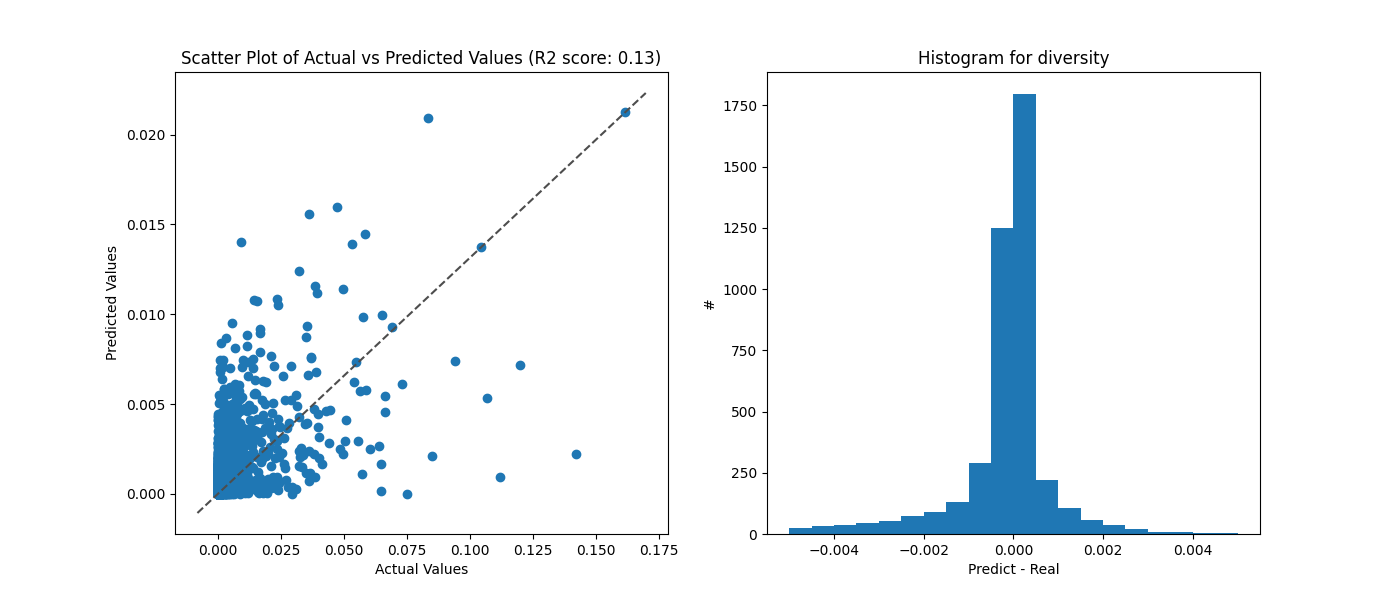 Scatter Plot of Actual vs Predicted Values (R2 score: 0.13)
Predicted Values
0.020
0.015
0.010
0.005
0.000
0.000 0.025 0.050 0.075 0.100 0.125 0.150 0.175
Actual Values
Histogram for diversity
#
1750
1500
1250
1000
750
500
250
0
−0.004 −0.002 0.000 0.002 0.004
Predict - Real